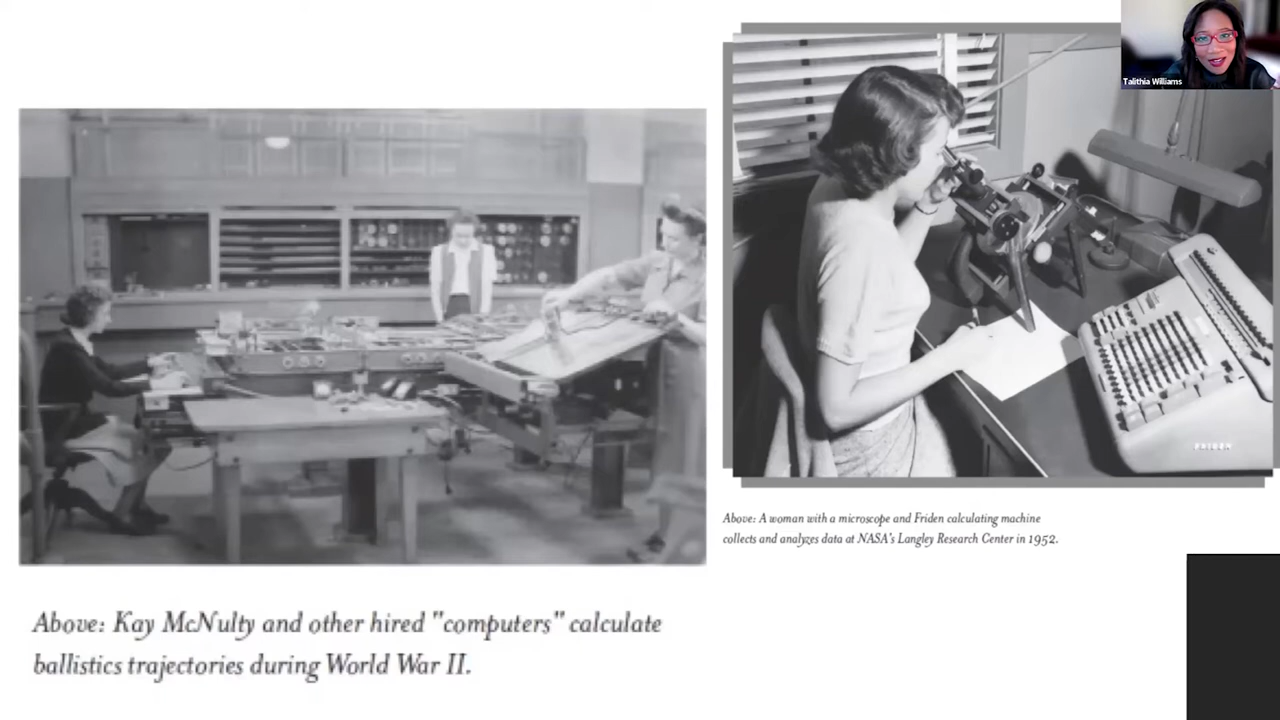 Talithia Williams
FRIDEN
Above: A woman with a microscope and Friden calculating machine
collects and analyzes data at NASA's Langley Research Center in 1952.
Above: Kay McNulty and other hired "computers" calculate
ballistics trajectories during World War II.